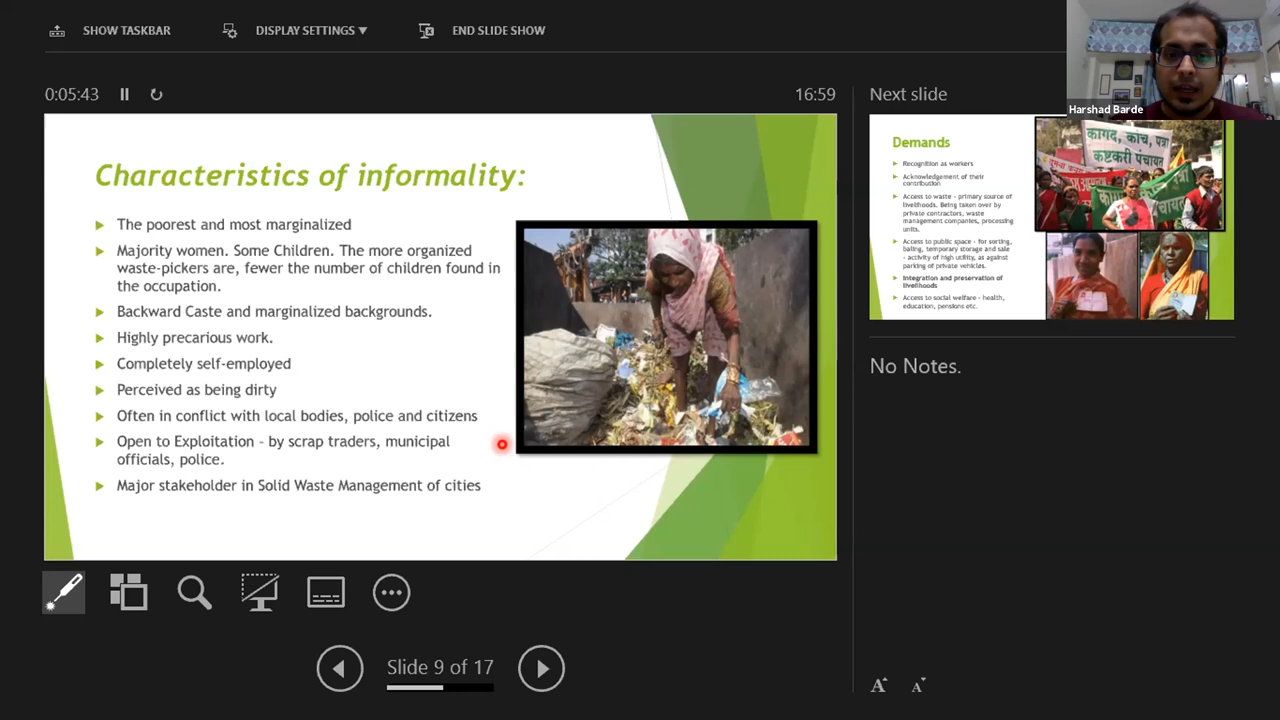 SHOW TASKBAR
DISPLAY SETTINGS ▼
END SLIDE SHOW
0:05:43
16:59
Next slide
Harshad Barde
Characteristics of informality:
The poorest and most marginalized
Majority women. Some Children. The more organized
waste-pickers are, fewer the number of children found in
the occupation.
Backward Caste and marginalized backgrounds.
Highly precarious work.
Completely self-employed
Perceived as being dirty
Often in conflict with local bodies, police and citizens
Open to Exploitation – by scrap traders, municipal
officials, police.
Major stakeholder in Solid Waste Management of cities
Demands
Recognition as workers
Acknowledgement of their
contribution
Access to waste - primary source of
livelihoods. Being taken over by
private contractors, waste
management companies, processing
units.
Access to public space - for sorting,
baling, temporary storage and sale
- activity of high utility, as against
parking of private vehicles.
Integration and preservation of
livelihoods
Access to social welfare - health,
education, pensions etc.
कागद, कांच, पत्रा
कष्टकरी पंचायत
No Notes.
Slide 9 of 17
A
A